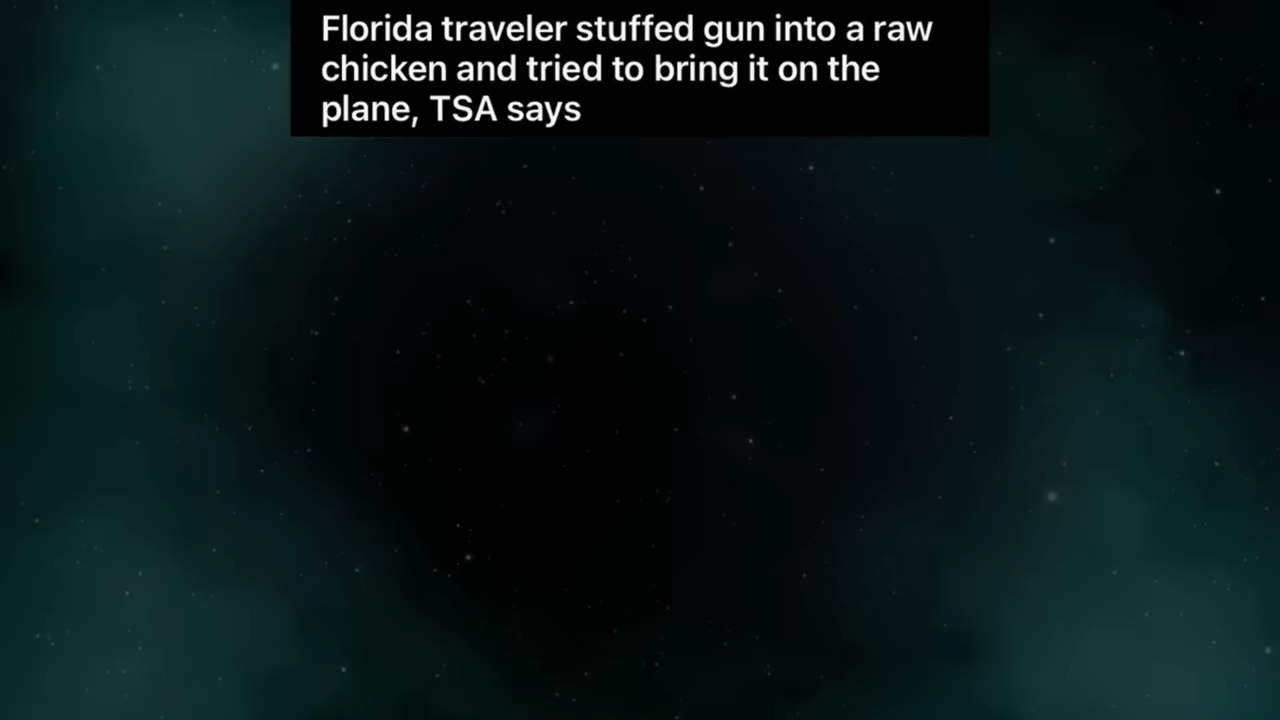 Florida traveler stuffed gun into a raw
chicken and tried to bring it on the
plane, TSA says